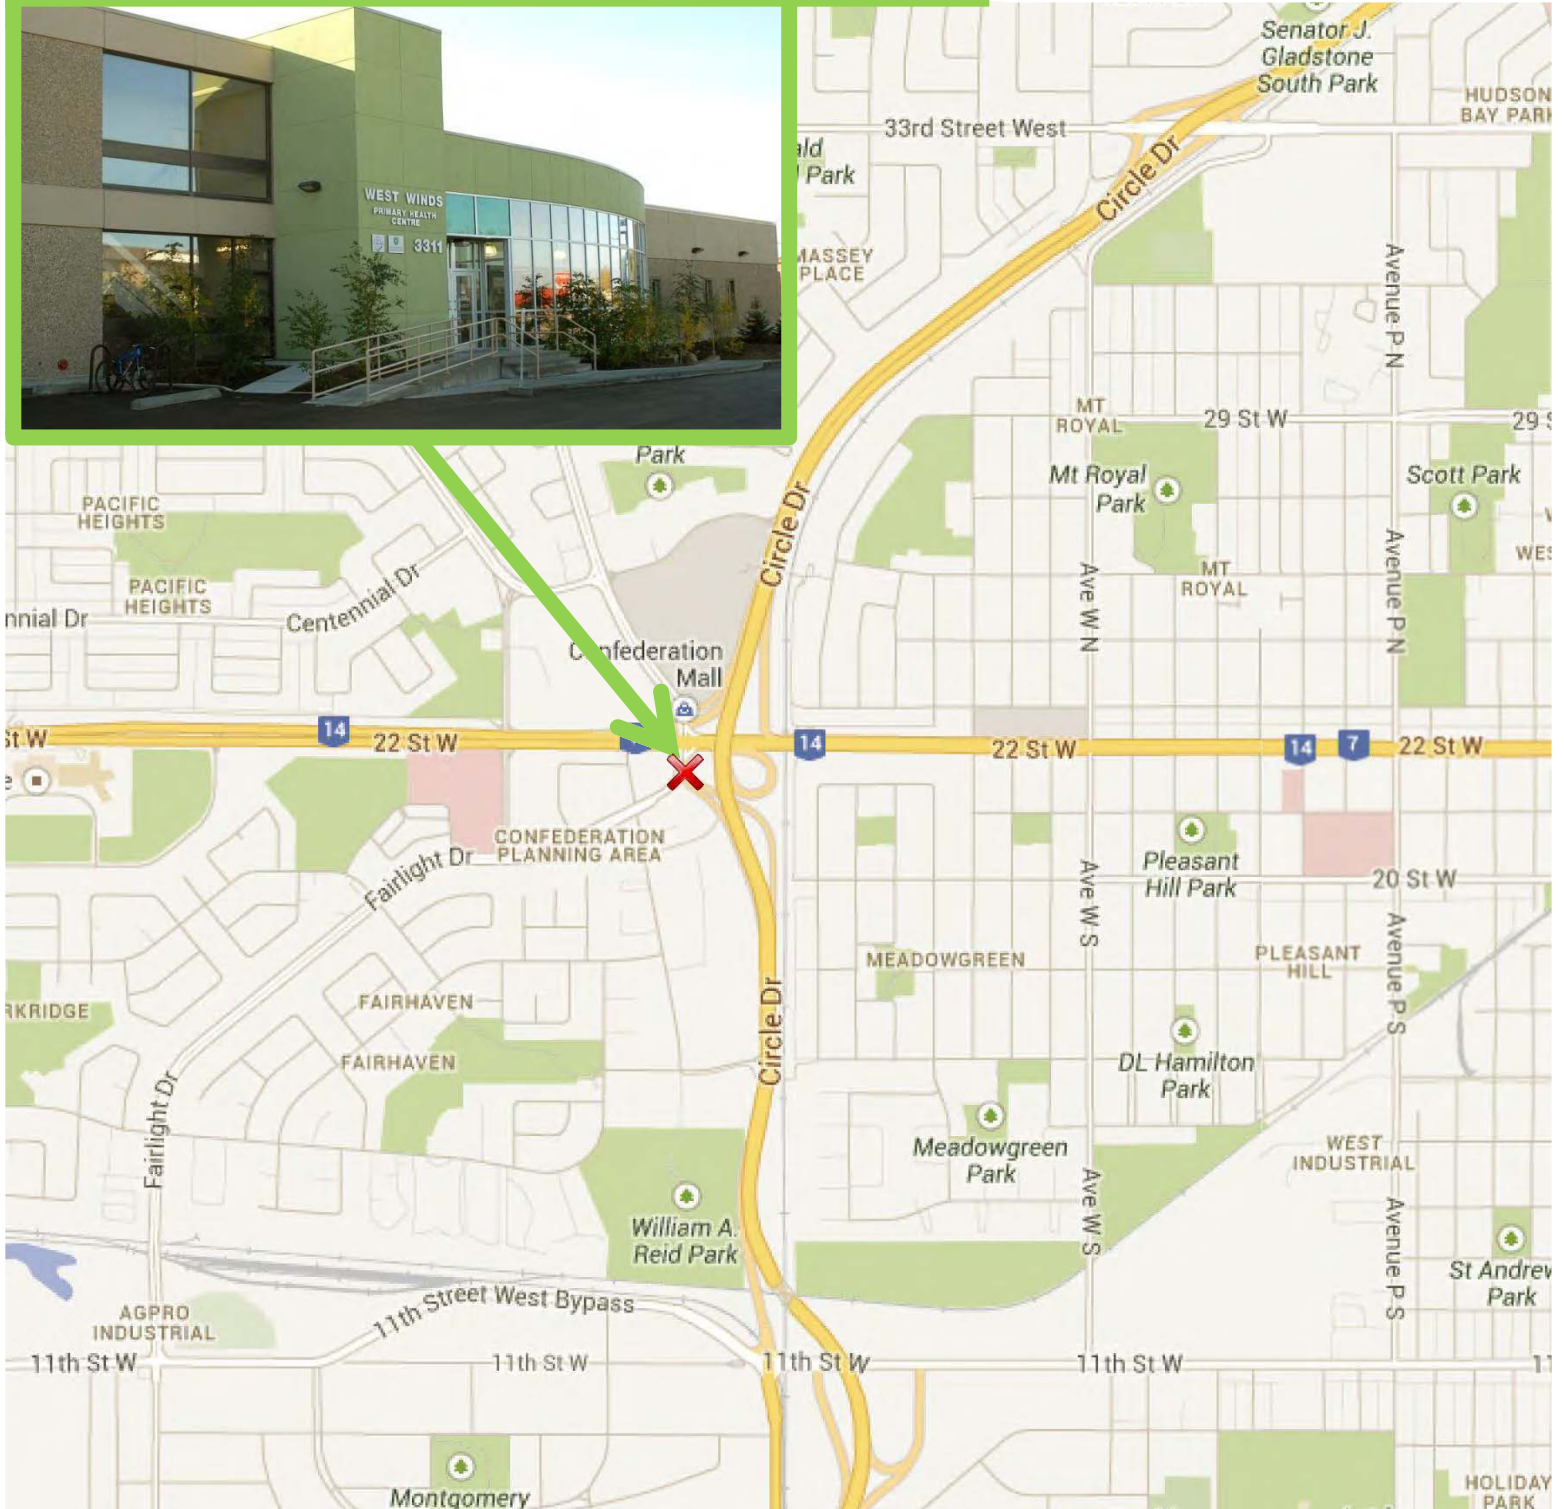 Senator J.
Gladstone
South Park
HUDSON
BAY PARK
33rd Street West
Park
Circle Dr
WEST WINDS
PRIMARY HEALTH
CENTRE
3311
MASSEY
PLACE
Avenue P N
MT
ROYAL
29 St W
29
Park
Mt Royal
Park
Scott Park
PACIFIC
HEIGHTS
Circle Dr
Avenue P N
MT
ROYAL
PACIFIC
HEIGHTS
Centennial Dr
nnial Dr
Ave W N
Confederation
Mall
St W
14
22 St W
14
22 St W
14
7
22 St W
CONFEDERATION
PLANNING AREA
Fairlight Dr
Pleasant
Hill Park
20 St W
Ave W S
Avenue P S
MEADOWGREEN
PLEASANT
HILL
RKRIDGE
FAIRHAVEN
Circle Dr
FAIRHAVEN
DL Hamilton
Park
Fairlight Dr
Meadowgreen
Park
WEST
INDUSTRIAL
Ave W S
Avenue P S
William A.
Reid Park
St Andrew
Park
AGPRO
INDUSTRIAL
11th Street West Bypass
11th St W
11th St W
11th St W
11th St W
11
Montgomery
HOLIDAY
PARK